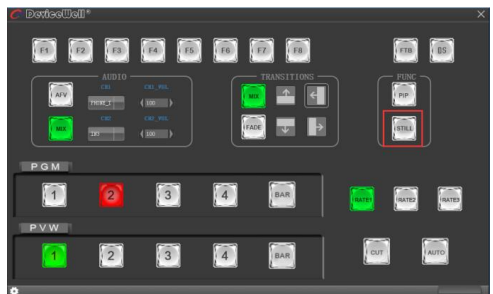 DeviceWell®
F1 F2 F3 F4 F5 F6 F7 F8 FTB BS
AUDIO TRANSITIONS FUNC
AFV CH1 CH1_VOL MIX PIP
100
MIX CH2 FADE STILL
100
PGM
1 2 3 4 BAR RATE1 RATE2 RATE3
PVW
1 2 3 4 BAR CUT AUTO